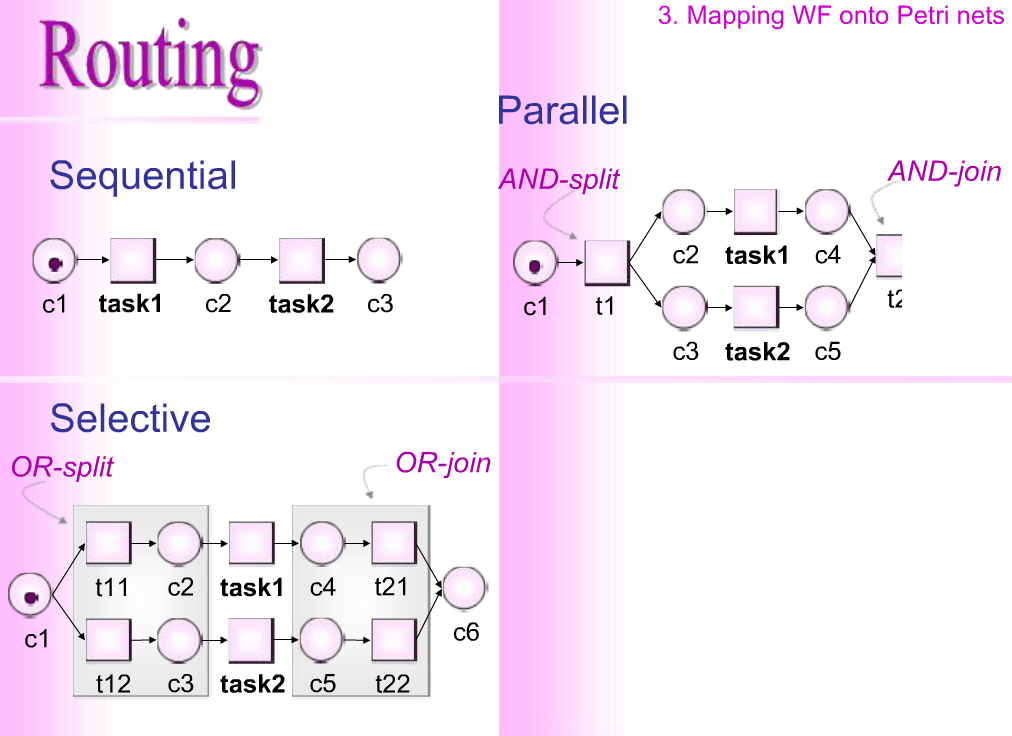 3. Mapping WF onto Petri nets
Routing
Sequential
c1 task1 c2 task2 c3
Parallel
AND-split
AND-join
c2 task1 c4
c1 t1
c3 task2 c5
Selective
OR-split
OR-join
t11 c2 task1 c4 t21
c1
c6
t12 c3 task2 c5 t22